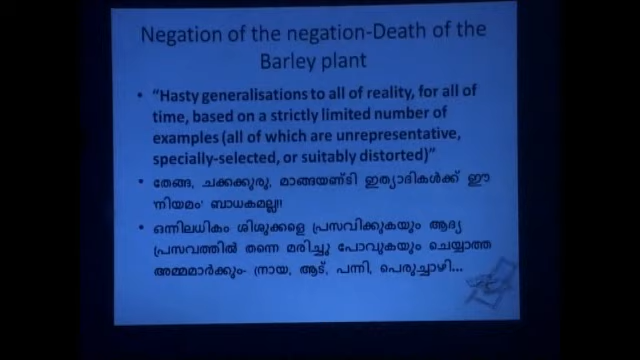 Negation of the negation-Death of the
Barley plant
• "Hasty generalisations to all of reality, for all of
time, based on a strictly limited number of
examples (all of which are unrepresentative,
specially-selected, or suitably distorted)"
• തേങ്ങ, ചക്കക്കുരു, മാങ്ങയണ്ടി ഇത്യാദികൾക്ക് ഈ
'നിയമം' ബാധകമല്ല!!
• ഒന്നിലധികം ശിശുക്കളെ പ്രസവിക്കുകയും ആദ്യ
പ്രസവത്തിൽ തന്നെ മരിച്ചു പോവുകയും ചെയ്യാത്ത
അമ്മമാർക്കും- നായ, ആട്, പന്നി, പെരുച്ചാഴി...